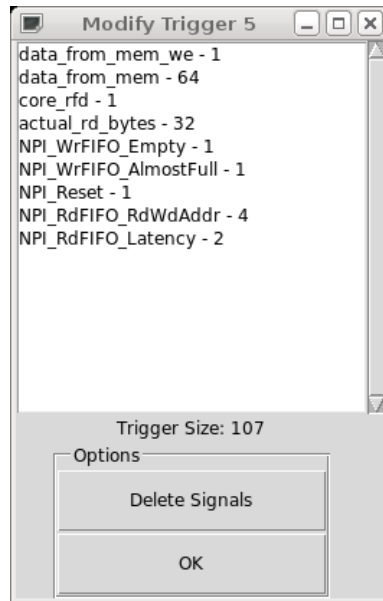 Modify Trigger 5
data_from_mem_we - 1
data_from_mem - 64
core_rfd - 1
actual_rd_bytes - 32
NPI_WrFIFO_Empty - 1
NPI_WrFIFO_AlmostFull - 1
NPI_Reset - 1
NPI_RdFIFO_RdWdAddr - 4
NPI_RdFIFO_Latency - 2
Trigger Size: 107
Options
Delete Signals
OK